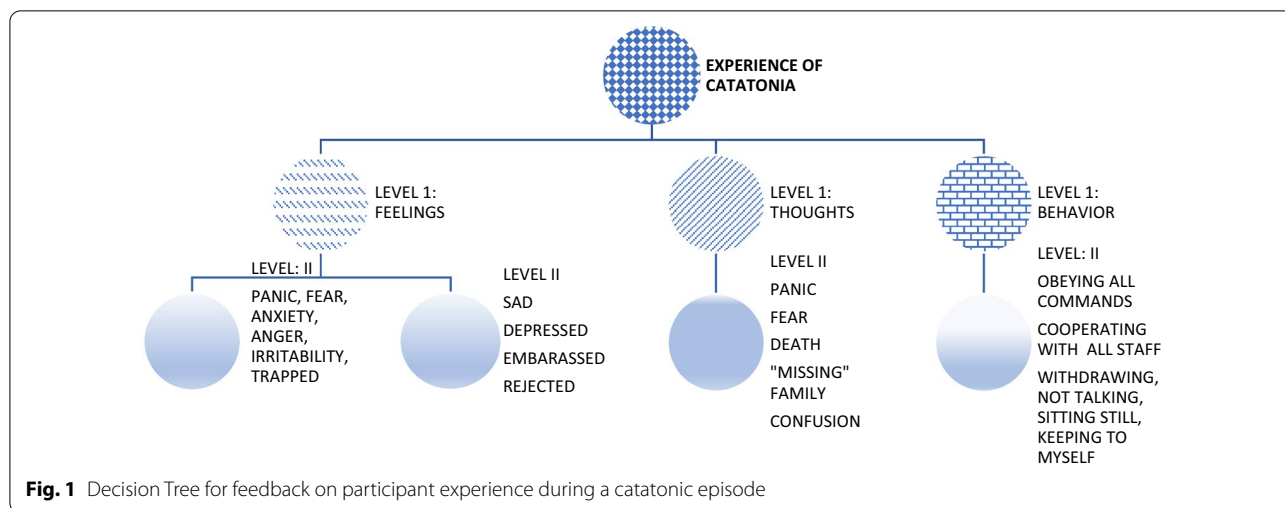 EXPERIENCE OF
CATATONIA
LEVEL 1:
FEELINGS
LEVEL 1:
THOUGHTS
LEVEL 1:
BEHAVIOR
LEVEL: II
PANIC, FEAR,
ANXIETY,
ANGER,
IRRITABILITY,
TRAPPED
LEVEL II
SAD
DEPRESSED
EMBARASSED
REJECTED
LEVEL II
PANIC
FEAR
DEATH
"MISSING"
FAMILY
CONFUSION
LEVEL: II
OBEYING ALL
COMMANDS
COOPERATING
WITH ALL STAFF
WITHDRAWING,
NOT TALKING,
SITTING STILL,
KEEPING TO
MYSELF
Fig. 1 Decision Tree for feedback on participant experience during a catatonic episode